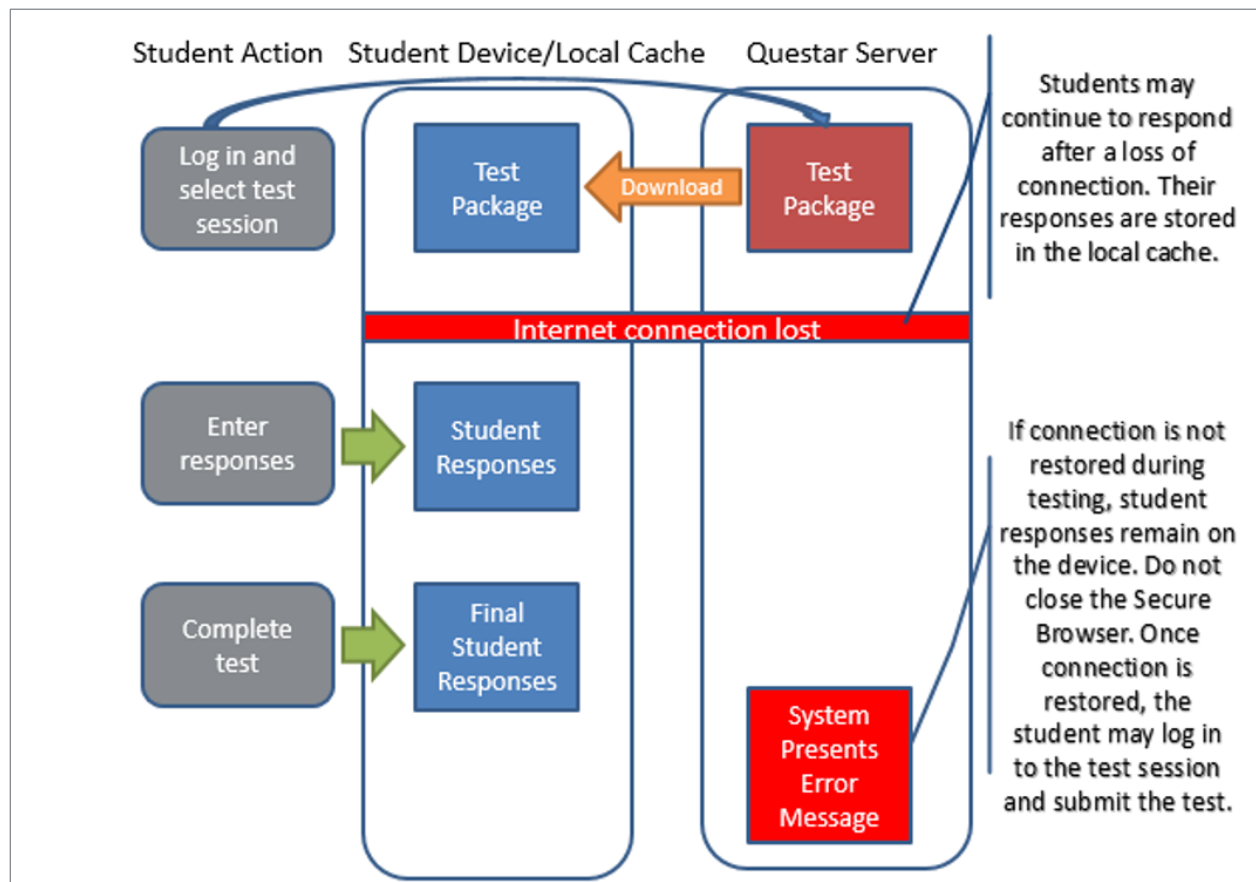 Student Action
Student Device/Local Cache
Questar Server
Log in and
select test
session
Test
Package
Download
Test
Package
Students may
continue to respond
after a loss of
connection. Their
responses are stored
in the local cache.
Internet connection lost
Enter
responses
Student
Responses
Complete
test
Final
Student
Responses
System
Presents
Error
Message
If connection is not
restored during
testing, student
responses remain on
the device. Do not
close the Secure
Browser. Once
connection is
restored, the
student may log in
to the test session
and submit the test.